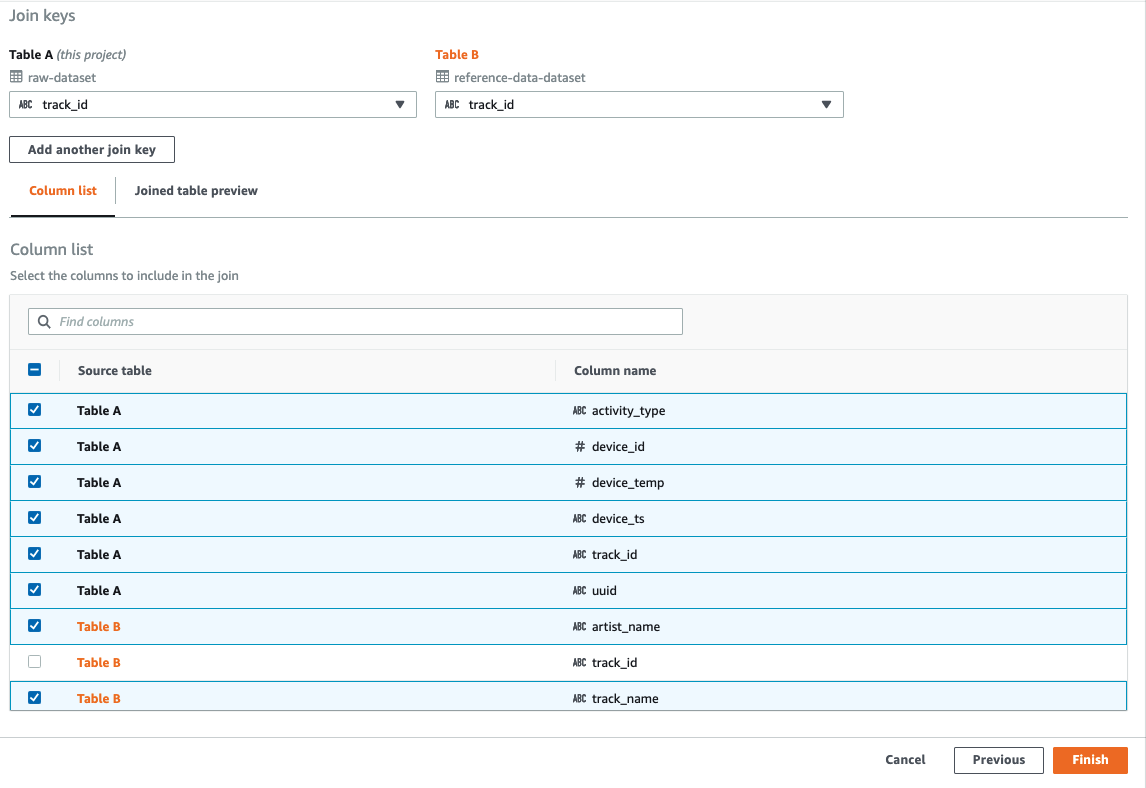 Join keys
Table A (this project)
Table B
raw-dataset
reference-data-dataset
ABC track_id
ABC track_id
Add another join key
Column list
Joined table preview
Column list
Select the columns to include in the join
Find columns
Source table
Column name
Table A ABC activity_type
Table A # device_id
Table A # device_temp
Table A ABC device_ts
Table A ABC track_id
Table A ABC uuid
Table B ABC artist_name
Table B ABC track_id
Table B ABC track_name
Cancel
Previous
Finish